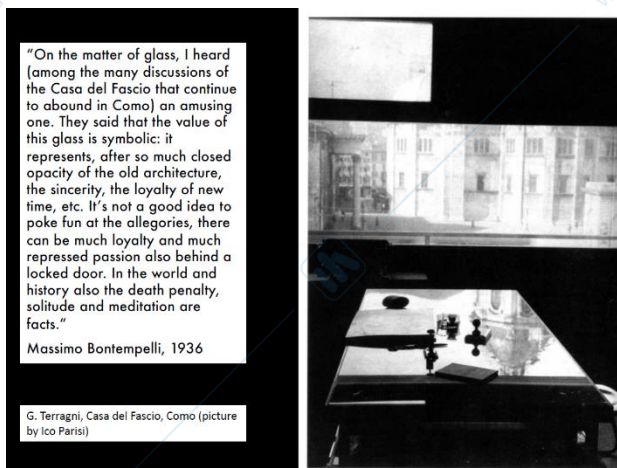 “On the matter of glass, I heard
(among the many discussions of
the Casa del Fascio that continue
to abound in Como) an amusing
one. They said that the value of
this glass is symbolic: it
represents, after so much closed
opacity of the old architecture,
the sincerity, the loyalty of new
time, etc. It’s not a good idea to
poke fun at the allegories, there
can be much loyalty and much
repressed passion also behind a
locked door. In the world and
history also the death penalty,
solitude and meditation are
facts.”
Massimo Bontempelli, 1936
G. Terragni, Casa del Fascio, Como (picture
by Ico Parisi)